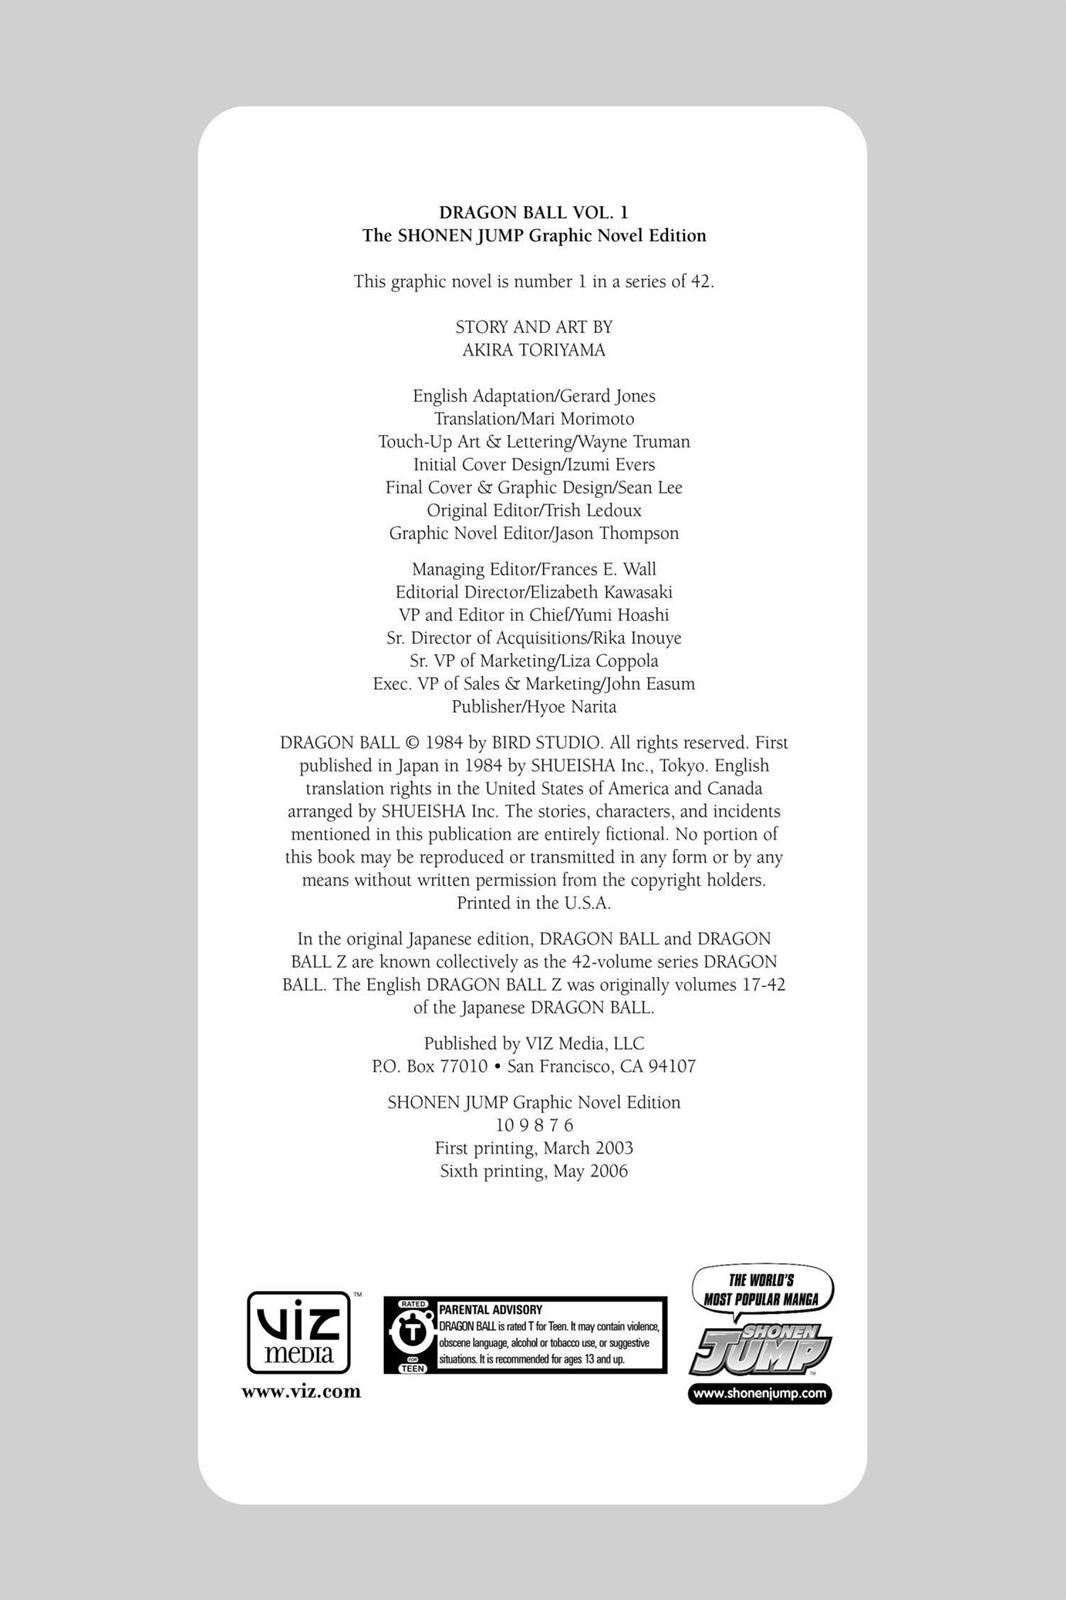 DRAGON BALL VOL. 1
The SHONEN JUMP Graphic Novel Edition
This graphic novel is number 1 in a series of 42.
STORY AND ART BY
AKIRA TORIYAMA
English Adaptation/Gerard Jones
Translation/Mari Morimoto
Touch-Up Art & Lettering/Wayne Truman
Initial Cover Design/Izumi Evers
Final Cover & Graphic Design/Sean Lee
Original Editor/Trish Ledoux
Graphic Novel Editor/Jason Thompson
Managing Editor/Frances E. Wall
Editorial Director/Elizabeth Kawasaki
VP and Editor in Chief/Yumi Hoashi
Sr. Director of Acquisitions/Rika Inouye
Sr. VP of Marketing/Liza Coppola
Exec. VP of Sales & Marketing/John Easum
Publisher/Hyoe Narita
DRAGON BALL © 1984 by BIRD STUDIO. All rights reserved. First
published in Japan in 1984 by SHUEISHA Inc., Tokyo. English
translation rights in the United States of America and Canada
arranged by SHUEISHA Inc. The stories, characters, and incidents
mentioned in this publication are entirely fictional. No portion of
this book may be reproduced or transmitted in any form or by any
means without written permission from the copyright holders.
Printed in the U.S.A.
In the original Japanese edition, DRAGON BALL and DRAGON
BALL Z are known collectively as the 42-volume series DRAGON
BALL. The English DRAGON BALL Z was originally volumes 17-42
of the Japanese DRAGON BALL.
Published by VIZ Media, LLC
P.O. Box 77010 • San Francisco, CA 94107
SHONEN JUMP Graphic Novel Edition
10 9 8 7 6
First printing, March 2003
Sixth printing, May 2006
viz
media
™
www.viz.com
RATED
T
FOR
TEEN
PARENTAL ADVISORY
DRAGON BALL is rated T for Teen. It may contain violence,
obscene language, alcohol or tobacco use, or suggestive
situations. It is recommended for ages 13 and up.
THE WORLD'S
MOST POPULAR MANGA
SHONEN
JUMP
™
www.shonenjump.com